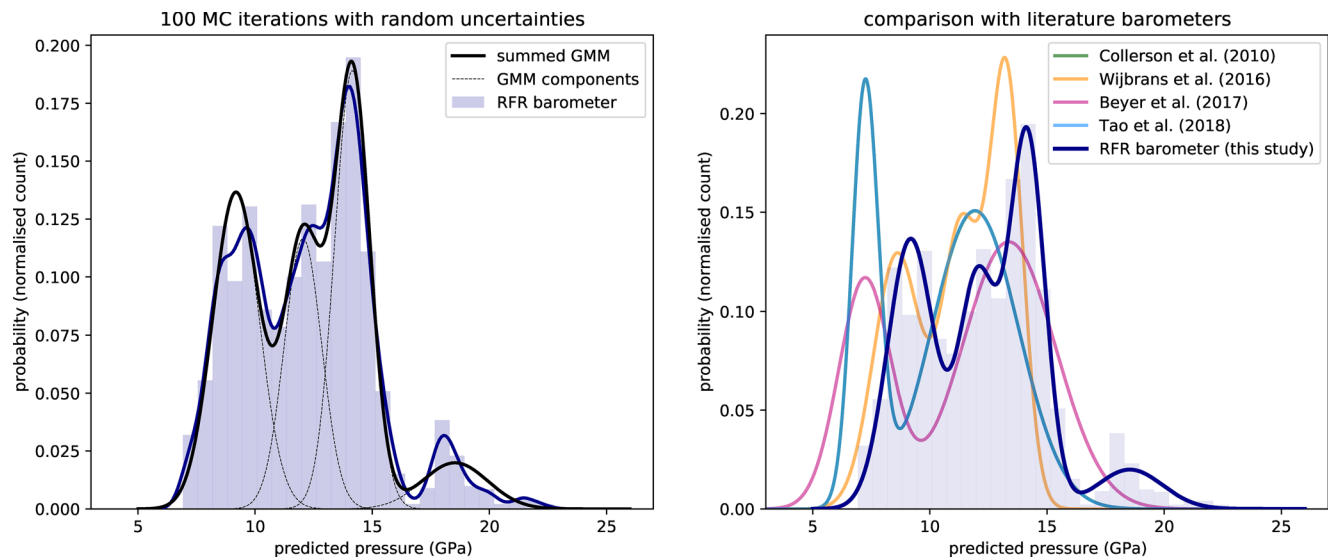 100 MC iterations with random uncertainties
0.200
0.175
0.150
0.125
0.100
0.075
0.050
0.025
0.000
probability (normalised count)
summed GMM
GMM components
RFR barometer
5
10
15
20
25
predicted pressure (GPa)
comparison with literature barometers
0.20
0.15
0.10
0.05
0.00
probability (normalised count)
Collerson et al. (2010)
Wijbrans et al. (2016)
Beyer et al. (2017)
Tao et al. (2018)
RFR barometer (this study)
5
10
15
20
25
predicted pressure (GPa)